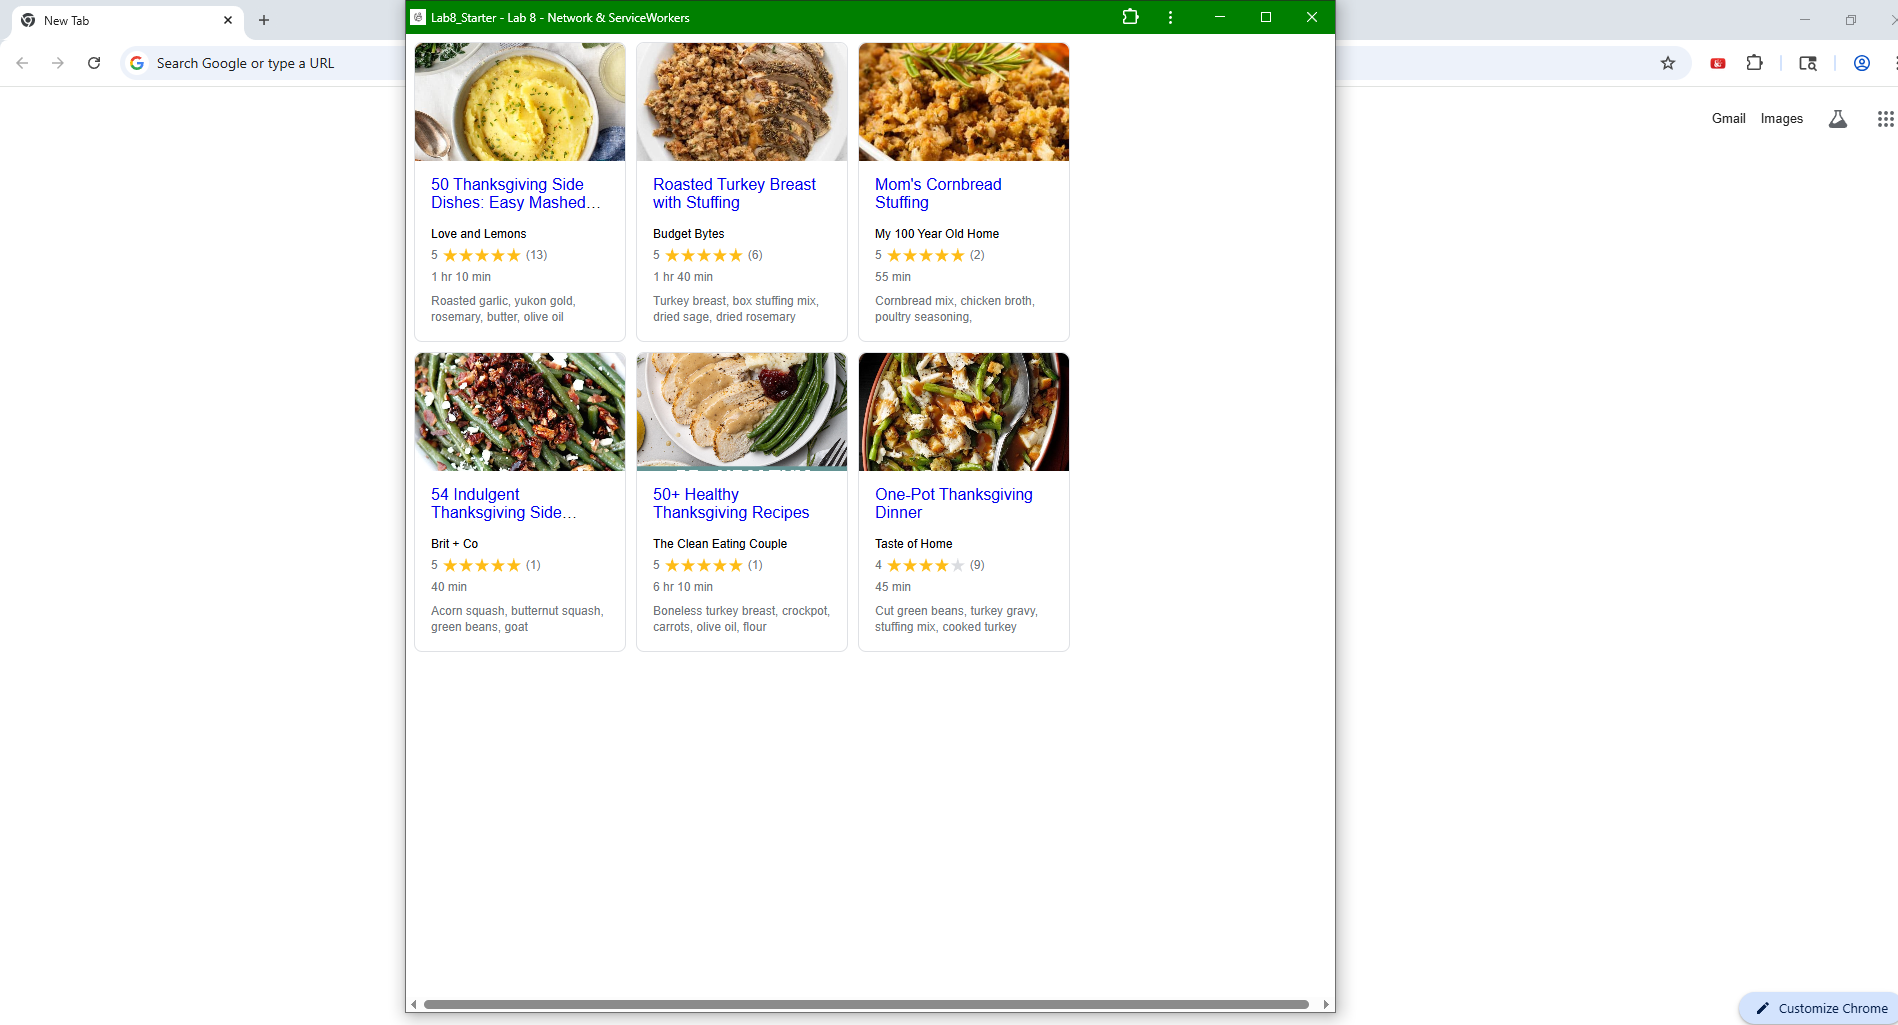 New Tab
Search Google or type a URL
Lab8_Starter - Lab 8 - Network & ServiceWorkers
Gmail Images
50 Thanksgiving Side
Dishes: Easy Mashed…
Love and Lemons
5 (13)
1 hr 10 min
Roasted garlic, yukon gold,
rosemary, butter, olive oil
Roasted Turkey Breast
with Stuffing
Budget Bytes
5 (6)
1 hr 40 min
Turkey breast, box stuffing mix,
dried sage, dried rosemary
Mom's Cornbread
Stuffing
My 100 Year Old Home
5 (2)
55 min
Cornbread mix, chicken broth,
poultry seasoning,
54 Indulgent
Thanksgiving Side…
Brit + Co
5 (1)
40 min
Acorn squash, butternut squash,
green beans, goat
50+ Healthy
Thanksgiving Recipes
The Clean Eating Couple
5 (1)
6 hr 10 min
Boneless turkey breast, crockpot,
carrots, olive oil, flour
One-Pot Thanksgiving
Dinner
Taste of Home
4 (9)
45 min
Cut green beans, turkey gravy,
stuffing mix, cooked turkey
Customize Chrome